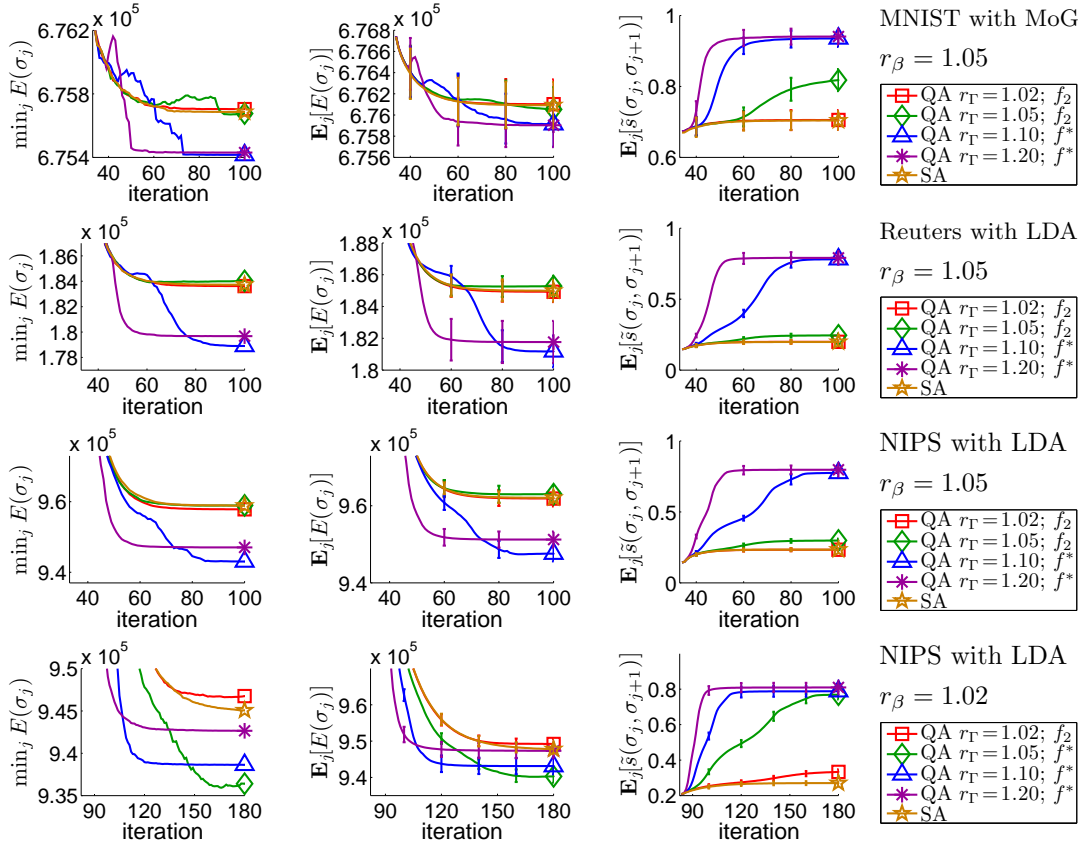 x 10^5
6.762
6.758
6.754
min_j E(σ_j)
40 60 80 100
iteration
x 10^5
6.768
6.766
6.764
6.762
6.76
6.758
6.756
E_j[E(σ_j)]
40 60 80 100
iteration
1
0.8
0.6
E_j[s̃(σ_j, σ_{j+1})]
40 60 80 100
iteration
MNIST with MoG
r_β = 1.05
QA r_Γ=1.02; f_2
QA r_Γ=1.05; f_2
QA r_Γ=1.10; f*
QA r_Γ=1.20; f*
SA
x 10^5
1.86
1.84
1.82
1.8
1.78
min_j E(σ_j)
40 60 80 100
iteration
x 10^5
1.88
1.86
1.84
1.82
1.8
E_j[E(σ_j)]
40 60 80 100
iteration
1
0.5
0
E_j[s̃(σ_j, σ_{j+1})]
40 60 80 100
iteration
Reuters with LDA
r_β = 1.05
QA r_Γ=1.02; f_2
QA r_Γ=1.05; f_2
QA r_Γ=1.10; f*
QA r_Γ=1.20; f*
SA
x 10^5
9.6
9.4
min_j E(σ_j)
40 60 80 100
iteration
x 10^5
9.6
9.4
E_j[E(σ_j)]
40 60 80 100
iteration
1
0.5
0
E_j[s̃(σ_j, σ_{j+1})]
40 60 80 100
iteration
NIPS with LDA
r_β = 1.05
QA r_Γ=1.02; f_2
QA r_Γ=1.05; f_2
QA r_Γ=1.10; f*
QA r_Γ=1.20; f*
SA
x 10^5
9.5
9.45
9.4
9.35
min_j E(σ_j)
90 120 150 180
iteration
x 10^5
9.6
9.5
9.4
E_j[E(σ_j)]
90 120 150 180
iteration
0.8
0.6
0.4
0.2
E_j[s̃(σ_j, σ_{j+1})]
90 120 150 180
iteration
NIPS with LDA
r_β = 1.02
QA r_Γ=1.02; f_2
QA r_Γ=1.05; f*
QA r_Γ=1.10; f*
QA r_Γ=1.20; f*
SA